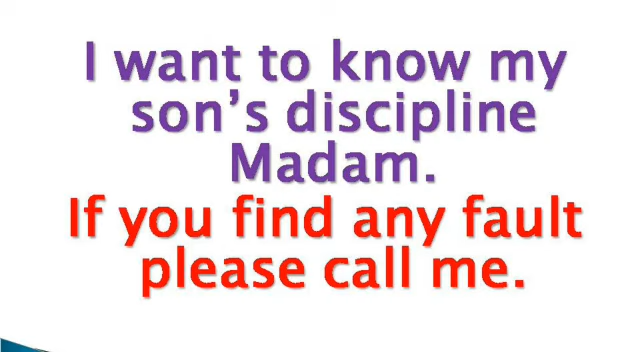 I want to know my
son’s discipline
Madam.
If you find any fault
please call me.